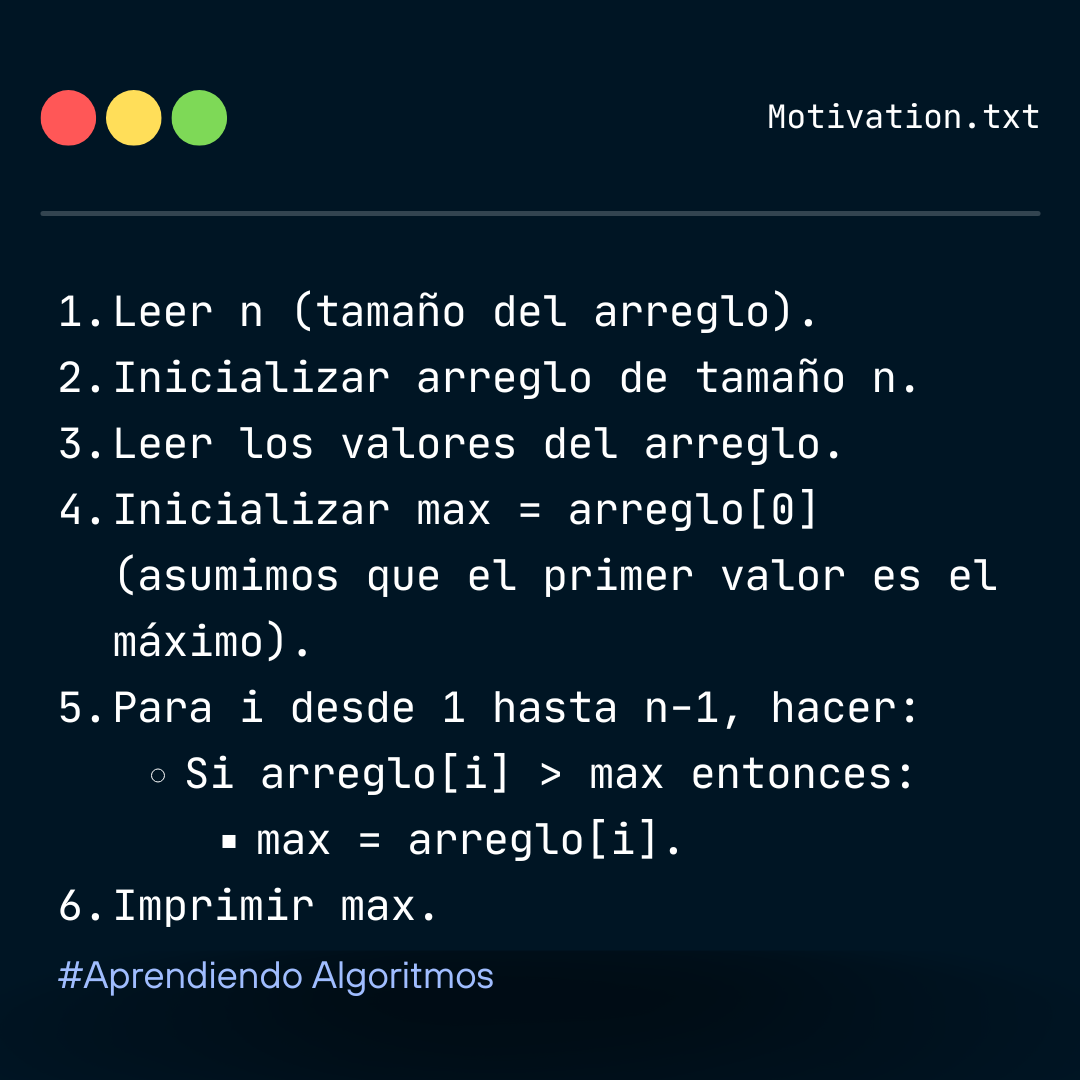 Motivation.txt
1. Leer n (tamaño del arreglo).
2. Inicializar arreglo de tamaño n.
3. Leer los valores del arreglo.
4. Inicializar max = arreglo[0]
(asumimos que el primer valor es el
máximo).
5. Para i desde 1 hasta n-1, hacer:
○ Si arreglo[i] > max entonces:
▪ max = arreglo[i].
6. Imprimir max.
#Aprendiendo Algoritmos